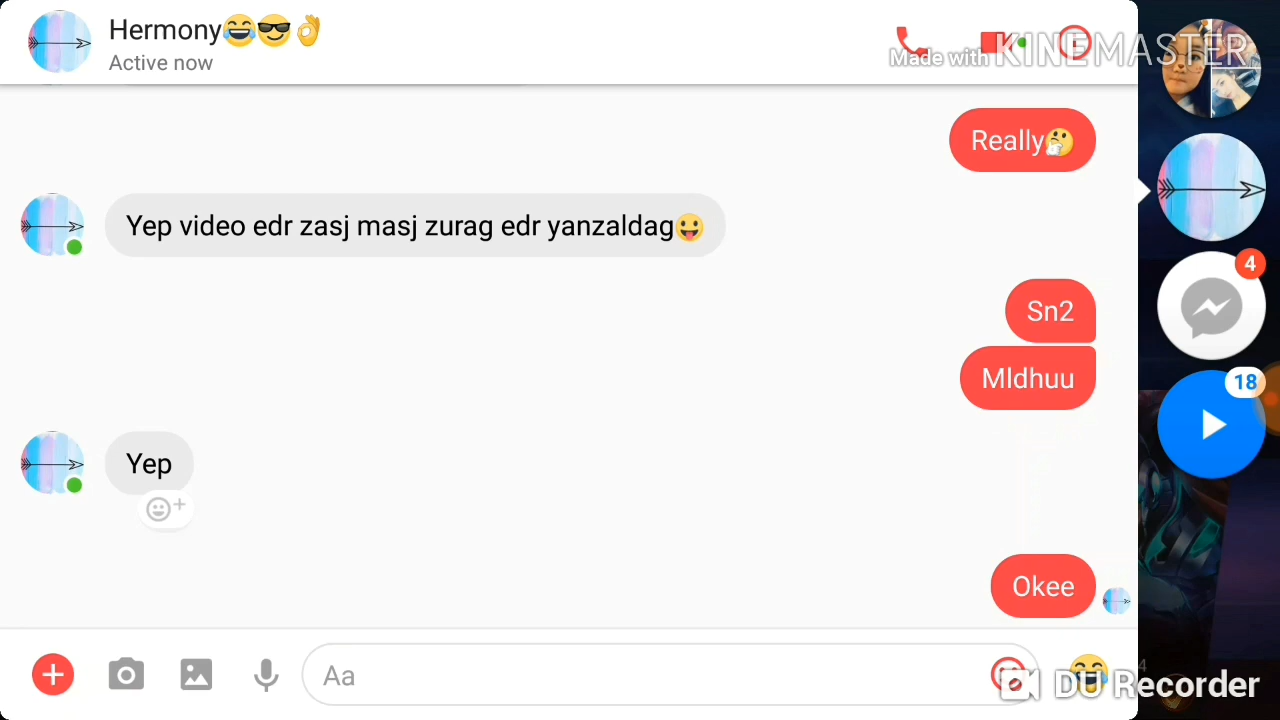 Hermony😂😎👌
Active now
Made with KINEMASTER
Really🤔
Yep video edr zasj masj zurag edr yanzaldag😛
4
Sn2
Mldhuu
18
Yep
Okee
Aa
DU Recorder